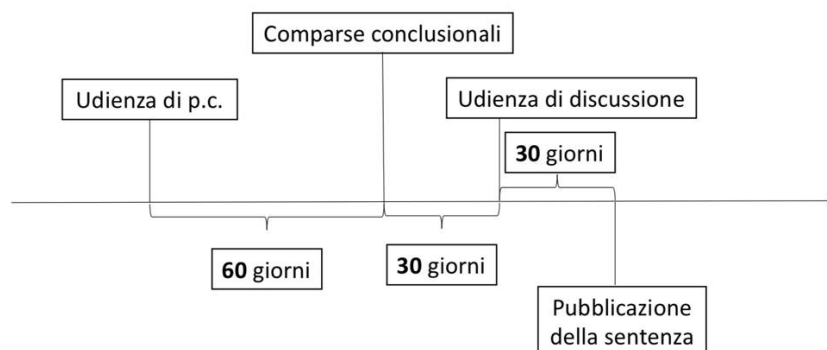 Comparse conclusionali
Udienza di p.c.
Udienza di discussione
30 giorni
60 giorni
30 giorni
Pubblicazione
della sentenza